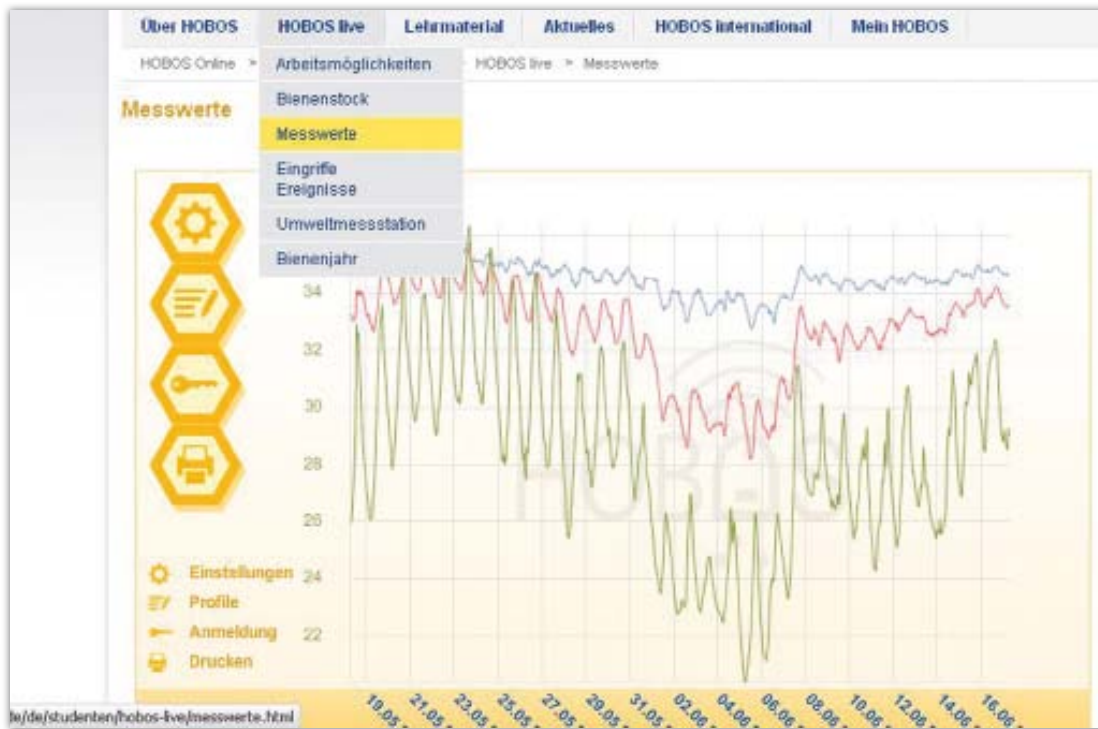 Über HOBOS HOBOS live Lehrmaterial Aktuelles HOBOS international Mein HOBOS
HOBOS Online » HOBOS live » Messwerte
Arbeitsmöglichkeiten
Bienenstock
Messwerte
Eingriffe
Ereignisse
Umweltmessstation
Bienenjahr
Messwerte
34
32
30
28
26
24
22
HOBOS
Einstellungen
Profile
Anmeldung
Drucken
19.05 21.05 23.05 25.05 27.05 29.05 31.05 02.06 04.06 06.06 08.06 10.06 12.06 14.06 16.06
de/de/studenten/hobos-live/messwerte.html